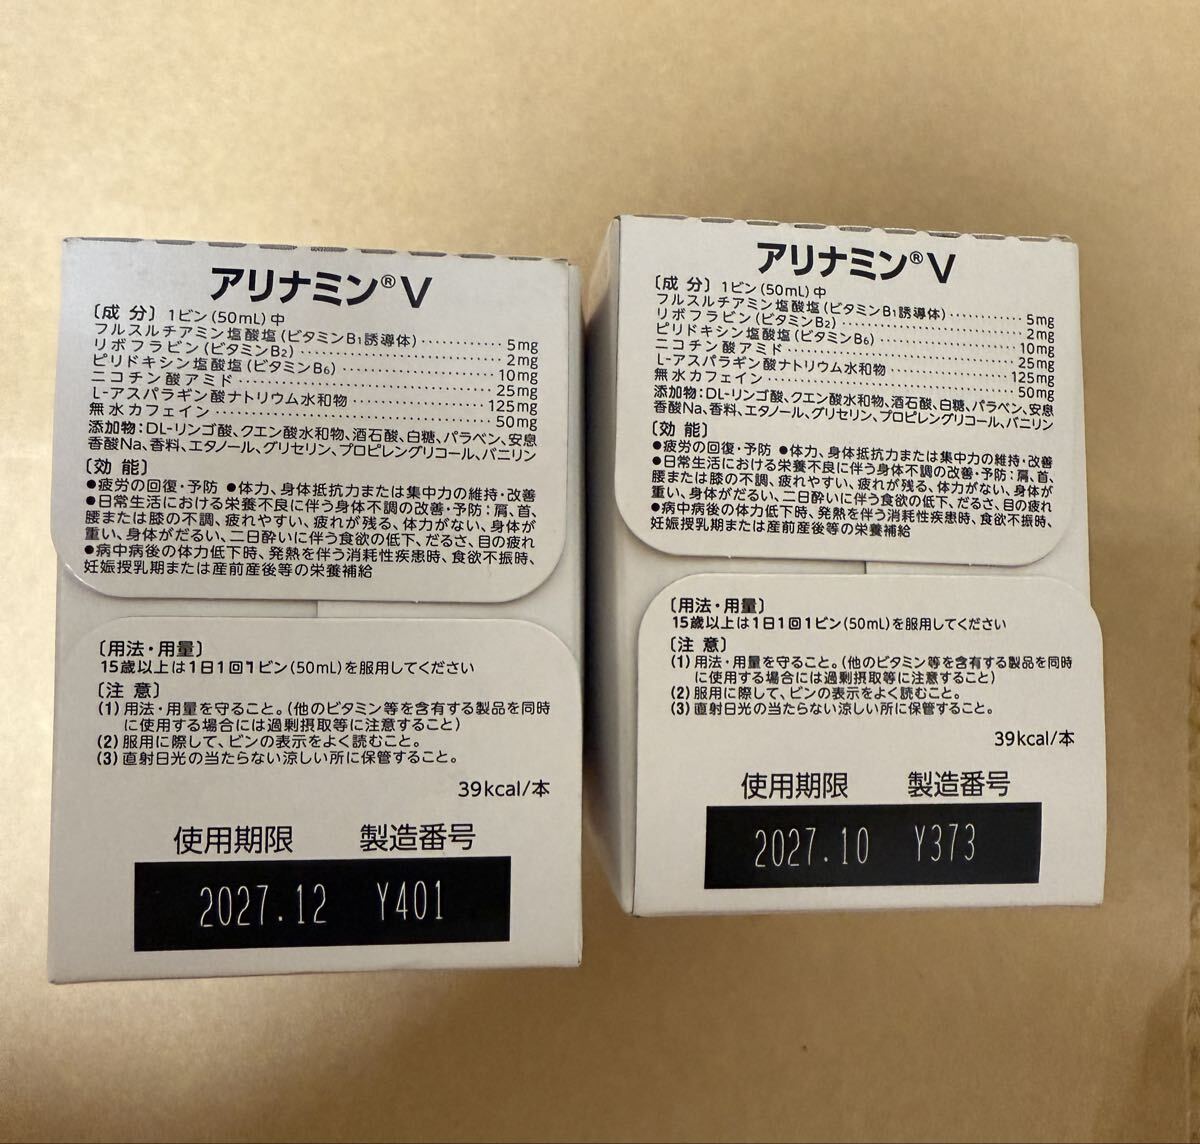 アリナミン®V
〔成分〕1ビン(50mL)中
フルスルチアミン塩酸塩(ビタミンB₁誘導体)…………5mg
リボフラビン(ビタミンB₂)…………2mg
ピリドキシン塩酸塩(ビタミンB₆)…………10mg
ニコチン酸アミド…………25mg
L-アスパラギン酸ナトリウム水和物…………125mg
無水カフェイン…………50mg
添加物:DL-リンゴ酸、クエン酸水和物、酒石酸、白糖、パラベン、安息
香酸Na、香料、エタノール、グリセリン、プロピレングリコール、バニリン
〔効能〕
●疲労の回復・予防 ●体力、身体抵抗力または集中力の維持・改善
●日常生活における栄養不良に伴う身体不調の改善・予防:肩、首、
腰または膝の不調、疲れやすい、疲れが残る、体力がない、身体が
重い、身体がだるい、二日酔いに伴う食欲の低下、だるさ、目の疲れ
●病中病後の体力低下時、発熱を伴う消耗性疾患時、食欲不振時、
妊娠授乳期または産前産後等の栄養補給
〔用法・用量〕
15歳以上は1日1回1ビン(50mL)を服用してください
〔注意〕
(1)用法・用量を守ること。(他のビタミン等を含有する製品を同時
に使用する場合には過剰摂取等に注意すること)
(2)服用に際して、ビンの表示をよく読むこと。
(3)直射日光の当たらない涼しい所に保管すること。
39kcal/本
使用期限 製造番号
2027.12 Y401
アリナミン®V
〔成分〕1ビン(50mL)中
フルスルチアミン塩酸塩(ビタミンB₁誘導体)…………5mg
リボフラビン(ビタミンB₂)…………2mg
ピリドキシン塩酸塩(ビタミンB₆)…………10mg
ニコチン酸アミド…………25mg
L-アスパラギン酸ナトリウム水和物…………125mg
無水カフェイン…………50mg
添加物:DL-リンゴ酸、クエン酸水和物、酒石酸、白糖、パラベン、安息
香酸Na、香料、エタノール、グリセリン、プロピレングリコール、バニリン
〔効能〕
●疲労の回復・予防 ●体力、身体抵抗力または集中力の維持・改善
●日常生活における栄養不良に伴う身体不調の改善・予防:肩、首、
腰または膝の不調、疲れやすい、疲れが残る、体力がない、身体が
重い、身体がだるい、二日酔いに伴う食欲の低下、だるさ、目の疲れ
●病中病後の体力低下時、発熱を伴う消耗性疾患時、食欲不振時、
妊娠授乳期または産前産後等の栄養補給
〔用法・用量〕
15歳以上は1日1回1ビン(50mL)を服用してください
〔注意〕
(1)用法・用量を守ること。(他のビタミン等を含有する製品を同時
に使用する場合には過剰摂取等に注意すること)
(2)服用に際して、ビンの表示をよく読むこと。
(3)直射日光の当たらない涼しい所に保管すること。
39kcal/本
使用期限 製造番号
2027.10 Y373